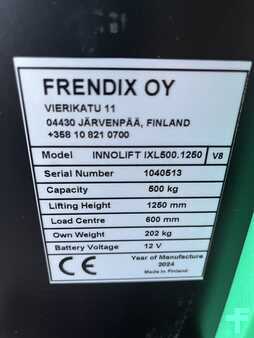 FRENDIX OY
VIERIKATU 11
04430 JÄRVENPÄÄ, FINLAND
+358 10 821 0700
Model INNOLIFT IXL500.1250 V8
Serial Number 1040513
Capacity 500 kg
Lifting Height 1250 mm
Load Centre 600 mm
Own Weight 202 kg
Battery Voltage 12 V
CE Year of Manufacture
2024
Made in Finland